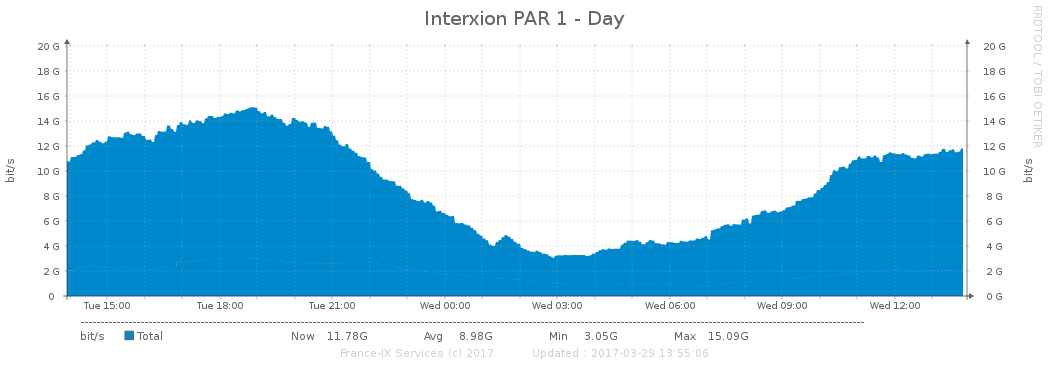 Interxion PAR 1 - Day
RRDTOOL / TOBI OETIKER
20 G 20 G
18 G 18 G
16 G 16 G
14 G 14 G
12 G 12 G
10 G 10 G
8 G 8 G
6 G 6 G
4 G 4 G
2 G 2 G
0 0 G
bit/s bit/s
Tue 15:00 Tue 18:00 Tue 21:00 Wed 00:00 Wed 03:00 Wed 06:00 Wed 09:00 Wed 12:00
bit/s Total Now 11.78G Avg 8.98G Min 3.05G Max 15.09G
France-IX Services (c) 2017 Updated : 2017-03-29 13:55:06